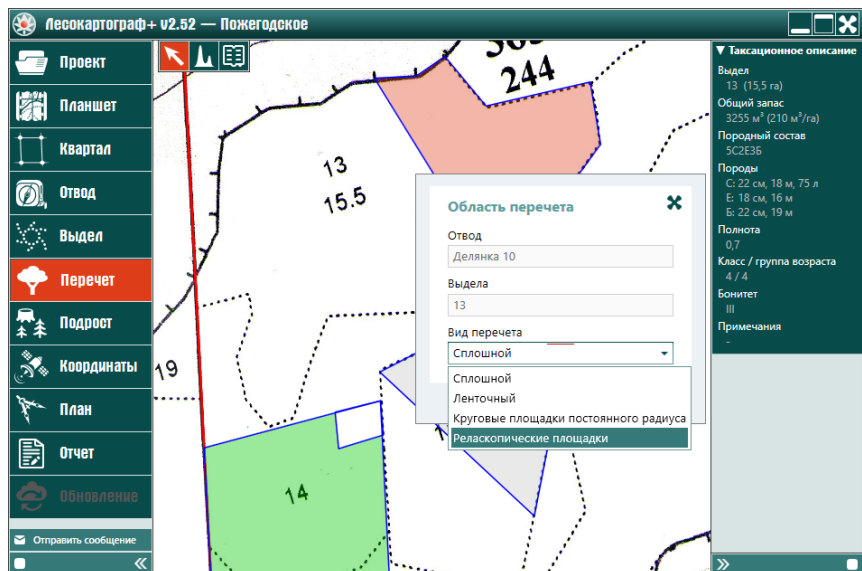 Лесокартограф+ v2.52 — Пожегодское
Проект
Планшет
Квартал
Отвод
Выдел
Перечет
Подрост
Координаты
План
Отчет
Обновление
Отправить сообщение
«
244
13
15.5
19
14
Область перечета
Отвод
Делянка 10
Выдела
13
Вид перечета
Сплошной
Сплошной
Ленточный
Круговые площадки постоянного радиуса
Реласкопические площадки
▼ Таксационное описание
Выдел
13 (15,5 га)
Общий запас
3255 м³ (210 м³/га)
Породный состав
5С2Е3Б
Породы
С: 22 см, 18 м, 75 л
Е: 18 см, 16 м
Б: 22 см, 19 м
Полнота
0,7
Класс / группа возраста
4 / 4
Бонитет
III
Примечания
-
»